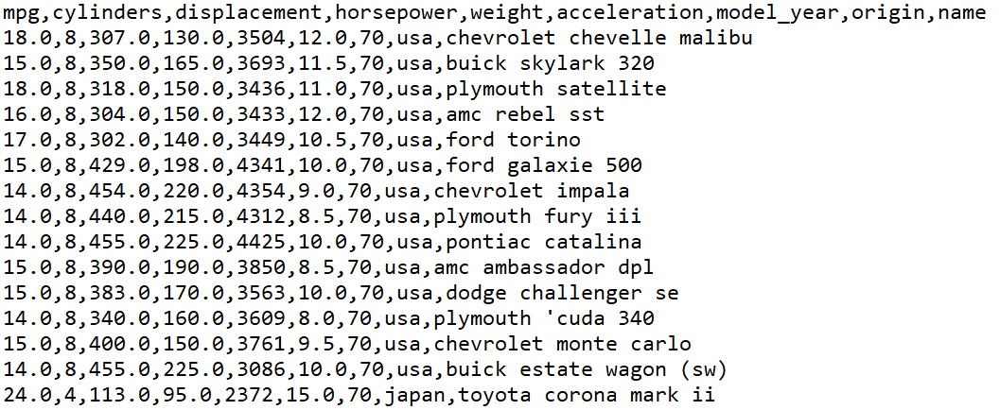 mpg,cylinders,displacement,horsepower,weight,acceleration,model_year,origin,name
18.0,8,307.0,130.0,3504,12.0,70,usa,chevrolet chevelle malibu
15.0,8,350.0,165.0,3693,11.5,70,usa,buick skylark 320
18.0,8,318.0,150.0,3436,11.0,70,usa,plymouth satellite
16.0,8,304.0,150.0,3433,12.0,70,usa,amc rebel sst
17.0,8,302.0,140.0,3449,10.5,70,usa,ford torino
15.0,8,429.0,198.0,4341,10.0,70,usa,ford galaxie 500
14.0,8,454.0,220.0,4354,9.0,70,usa,chevrolet impala
14.0,8,440.0,215.0,4312,8.5,70,usa,plymouth fury iii
14.0,8,455.0,225.0,4425,10.0,70,usa,pontiac catalina
15.0,8,390.0,190.0,3850,8.5,70,usa,amc ambassador dpl
15.0,8,383.0,170.0,3563,10.0,70,usa,dodge challenger se
14.0,8,340.0,160.0,3609,8.0,70,usa,plymouth 'cuda 340
15.0,8,400.0,150.0,3761,9.5,70,usa,chevrolet monte carlo
14.0,8,455.0,225.0,3086,10.0,70,usa,buick estate wagon (sw)
24.0,4,113.0,95.0,2372,15.0,70,japan,toyota corona mark ii